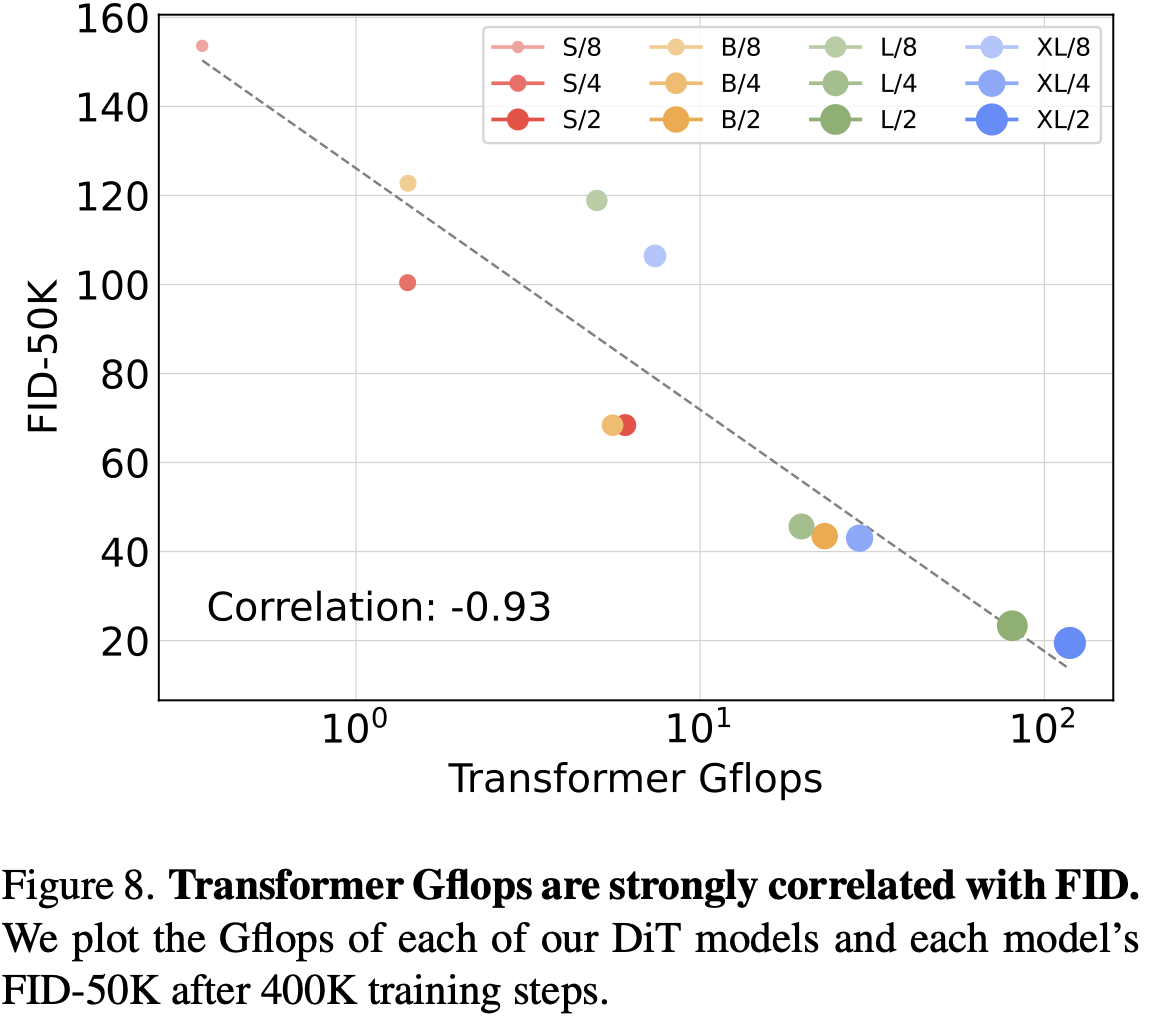 160
140
120
100
80
60
40
20
FID-50K
S/8 B/8 L/8 XL/8
S/4 B/4 L/4 XL/4
S/2 B/2 L/2 XL/2
Correlation: -0.93
10⁰ 10¹ 10²
Transformer Gflops
Figure 8. Transformer Gflops are strongly correlated with FID.
We plot the Gflops of each of our DiT models and each model’s
FID-50K after 400K training steps.